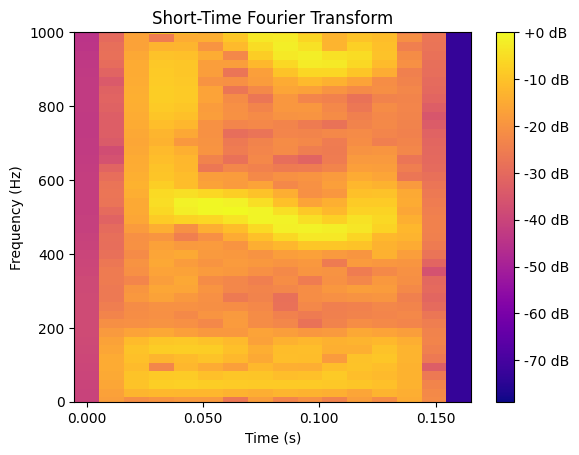 Short-Time Fourier Transform
Frequency (Hz)
1000
800
600
400
200
0
0.000
0.050
0.100
0.150
Time (s)
+0 dB
-10 dB
-20 dB
-30 dB
-40 dB
-50 dB
-60 dB
-70 dB